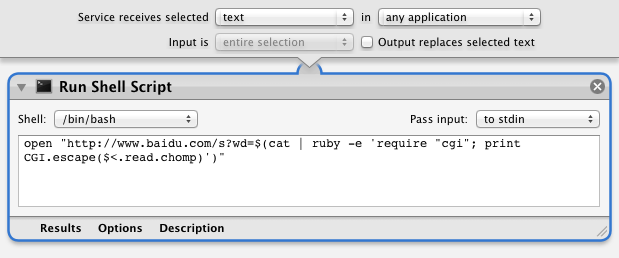 Service receives selected text in any application
Input is entire selection Output replaces selected text
Run Shell Script
Shell: /bin/bash Pass input: to stdin
open "http://www.baidu.com/s?wd=$(cat | ruby -e 'require "cgi"; print
CGI.escape($<.read.chomp)')"
Results Options Description